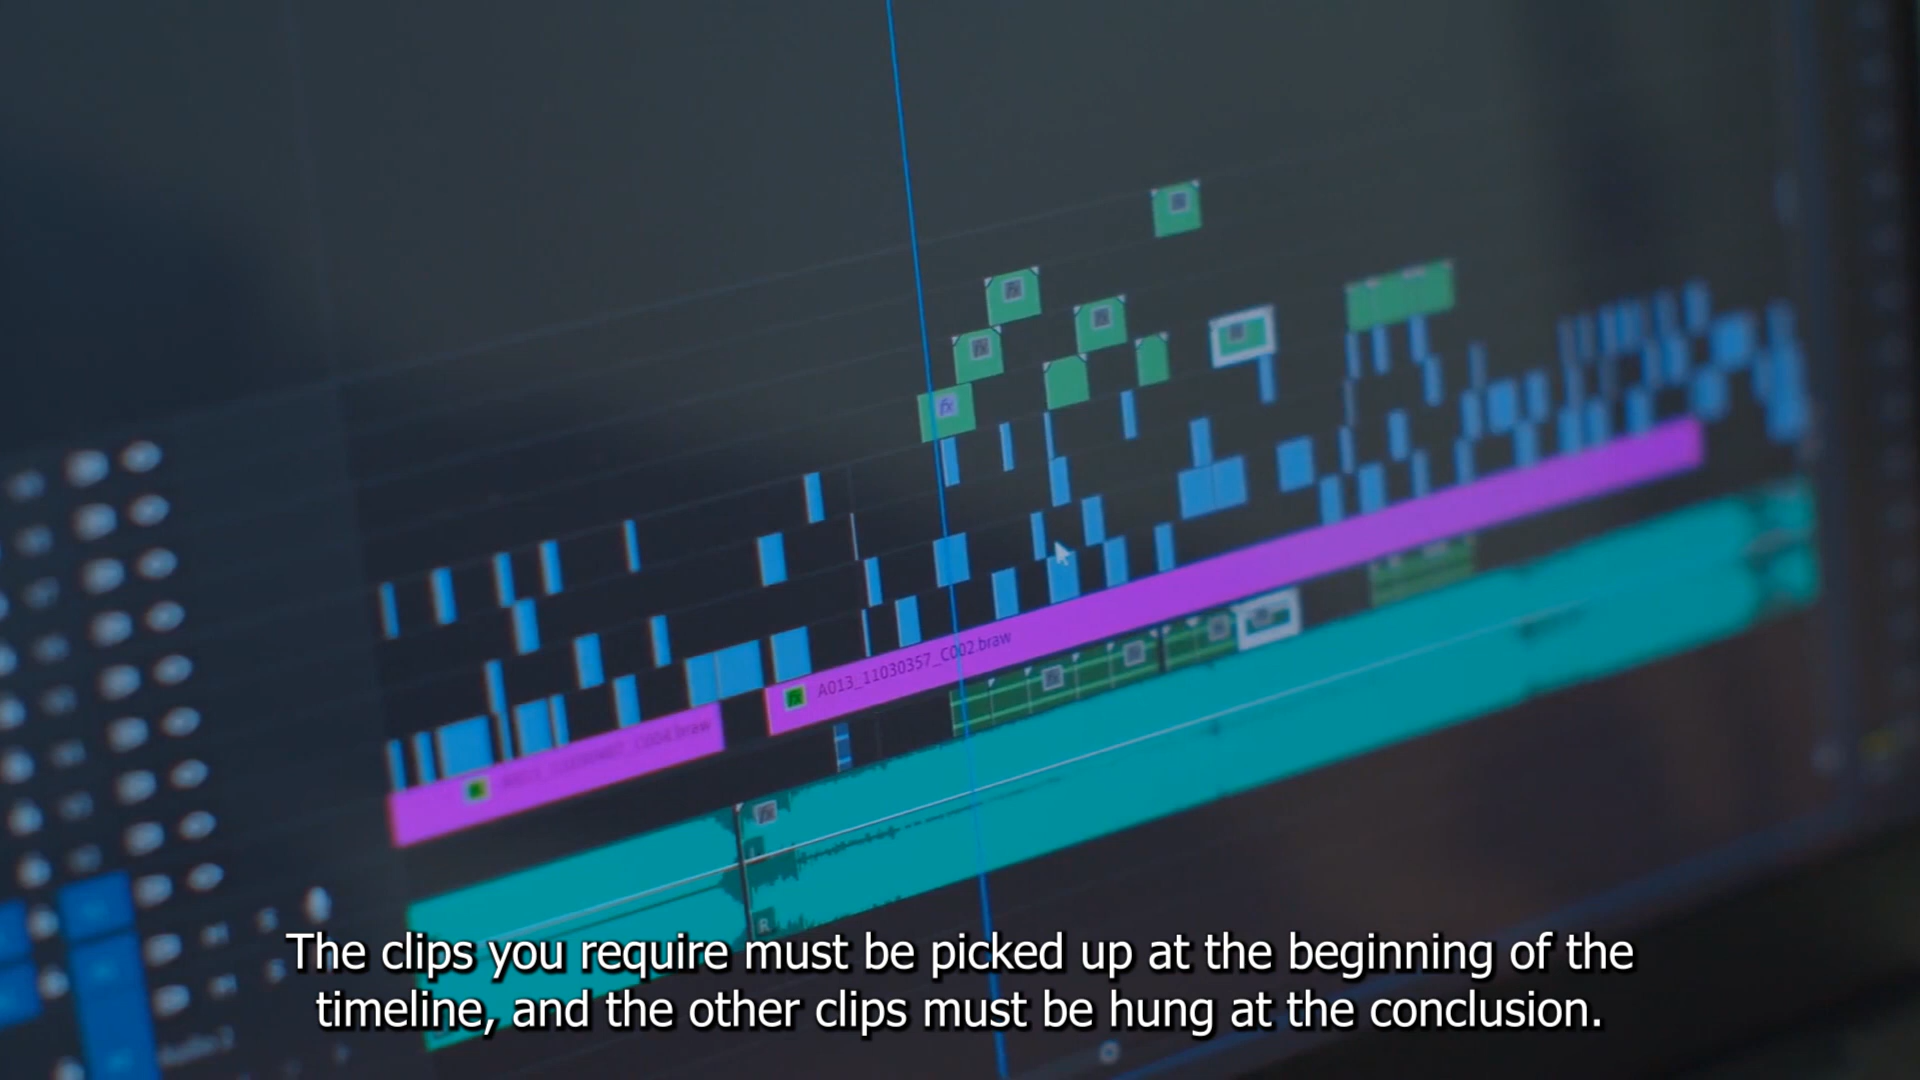 A013_11030357_C002.braw
R
The clips you require must be picked up at the beginning of the
timeline, and the other clips must be hung at the conclusion.